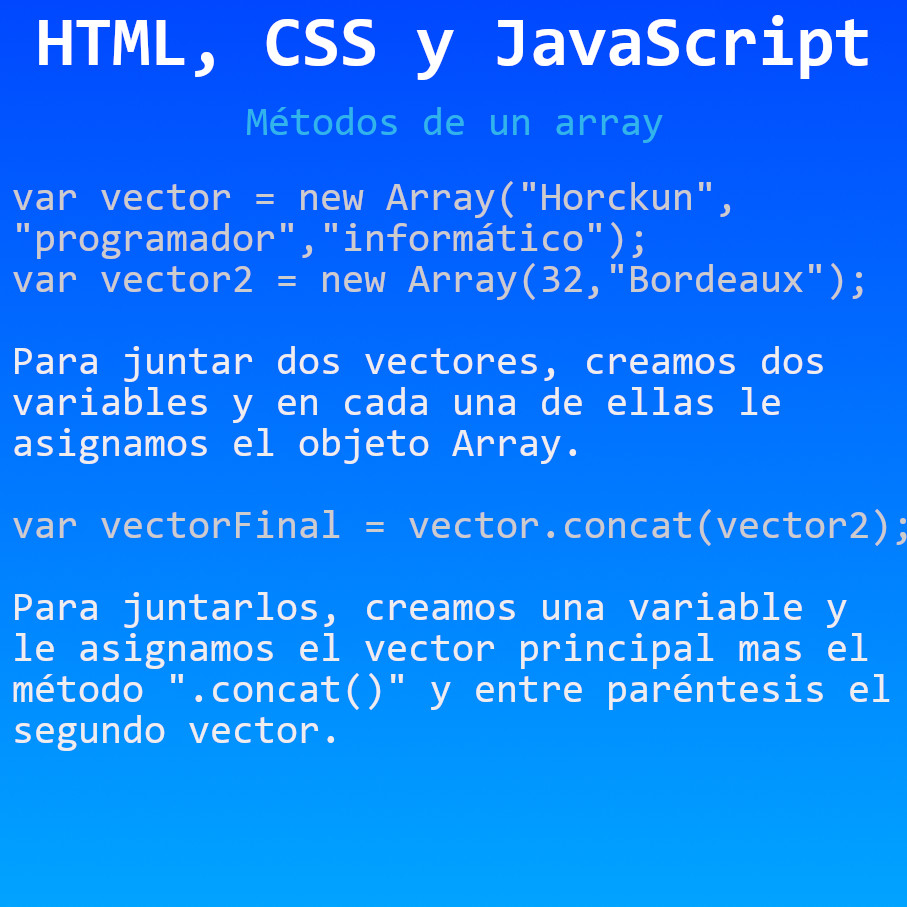 HTML, CSS y JavaScript
Métodos de un array
var vector = new Array("Horckun",
"programador","informático");
var vector2 = new Array(32,"Bordeaux");
Para juntar dos vectores, creamos dos
variables y en cada una de ellas le
asignamos el objeto Array.
var vectorFinal = vector.concat(vector2);
Para juntarlos, creamos una variable y
le asignamos el vector principal mas el
método ".concat()" y entre paréntesis el
segundo vector.